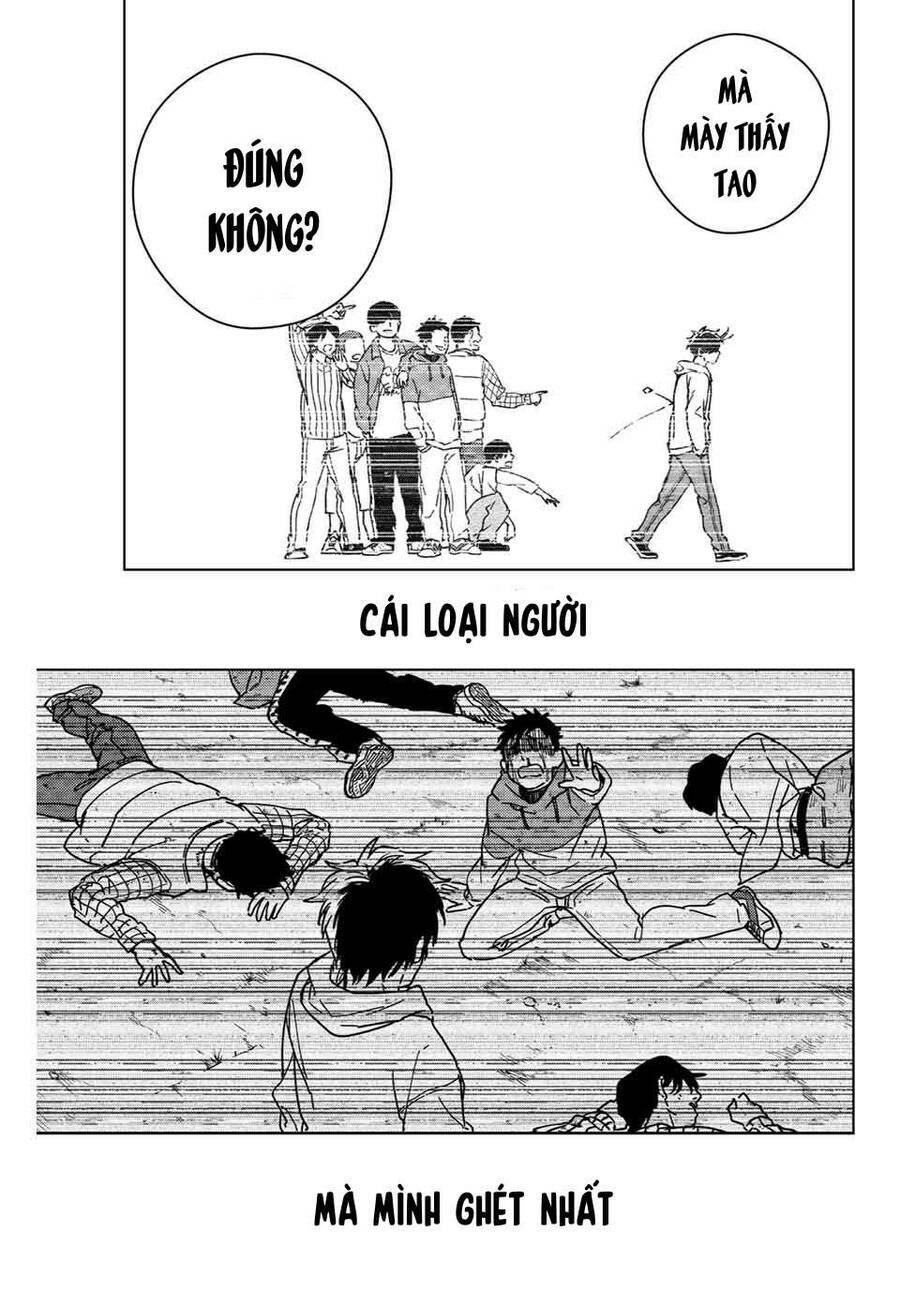 MÀ
MÀY THẤY
TAO
ĐÚNG
KHÔNG?
CÁI LOẠI NGƯỜI
MÀ MÌNH GHÉT NHẤT